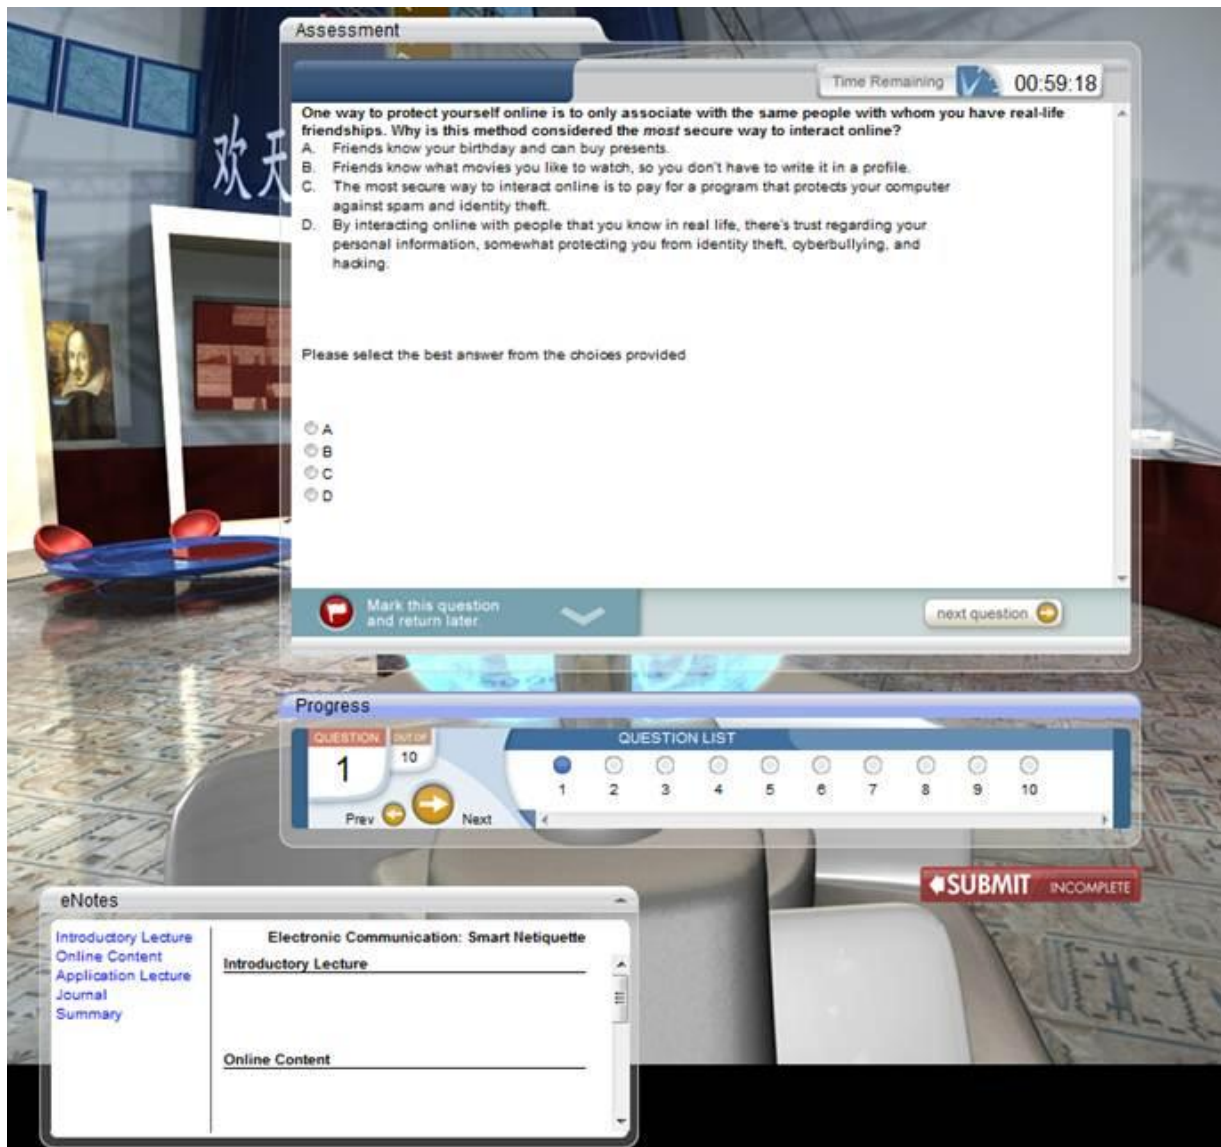 Assessment
Time Remaining 00:59:18
One way to protect yourself online is to only associate with the same people with whom you have real-life
friendships. Why is this method considered the most secure way to interact online?
A. Friends know your birthday and can buy presents.
B. Friends know what movies you like to watch, so you don't have to write it in a profile.
C. The most secure way to interact online is to pay for a program that protects your computer
against spam and identity theft.
D. By interacting online with people that you know in real life, there's trust regarding your
personal information, somewhat protecting you from identity theft, cyberbullying, and
hacking.
Please select the best answer from the choices provided
A
B
C
D
Mark this question
and return later
next question
欢天
Progress
QUESTION OUT OF
1 10
Prev Next
QUESTION LIST
1 2 3 4 5 6 7 8 9 10
SUBMIT INCOMPLETE
eNotes
Introductory Lecture
Online Content
Application Lecture
Journal
Summary
Electronic Communication: Smart Netiquette
Introductory Lecture
Online Content